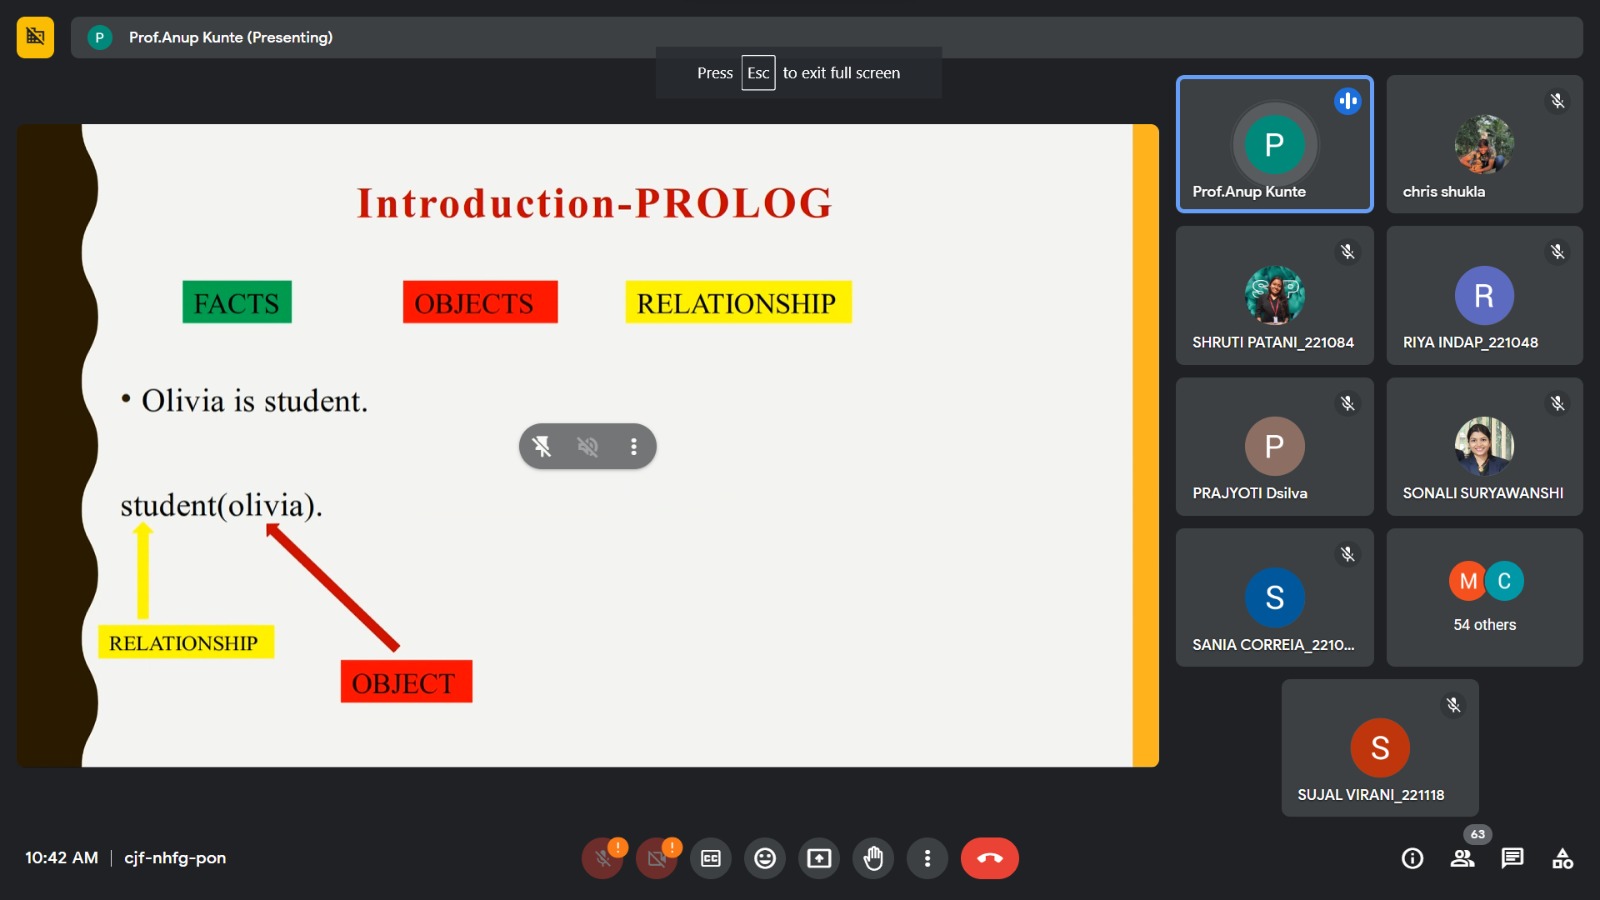 P Prof.Anup Kunte (Presenting)
Press Esc to exit full screen
Introduction-PROLOG
FACTS OBJECTS RELATIONSHIP
• Olivia is student.
student(olivia).
RELATIONSHIP
OBJECT
P
Prof.Anup Kunte
chris shukla
SHRUTI PATANI_221084
R
RIYA INDAP_221048
P
PRAJYOTI Dsilva
SONALI SURYAWANSHI
S
SANIA CORREIA_2210...
M C
54 others
S
SUJAL VIRANI_221118
10:42 AM | cjf-nhfg-pon
! ! CC
63